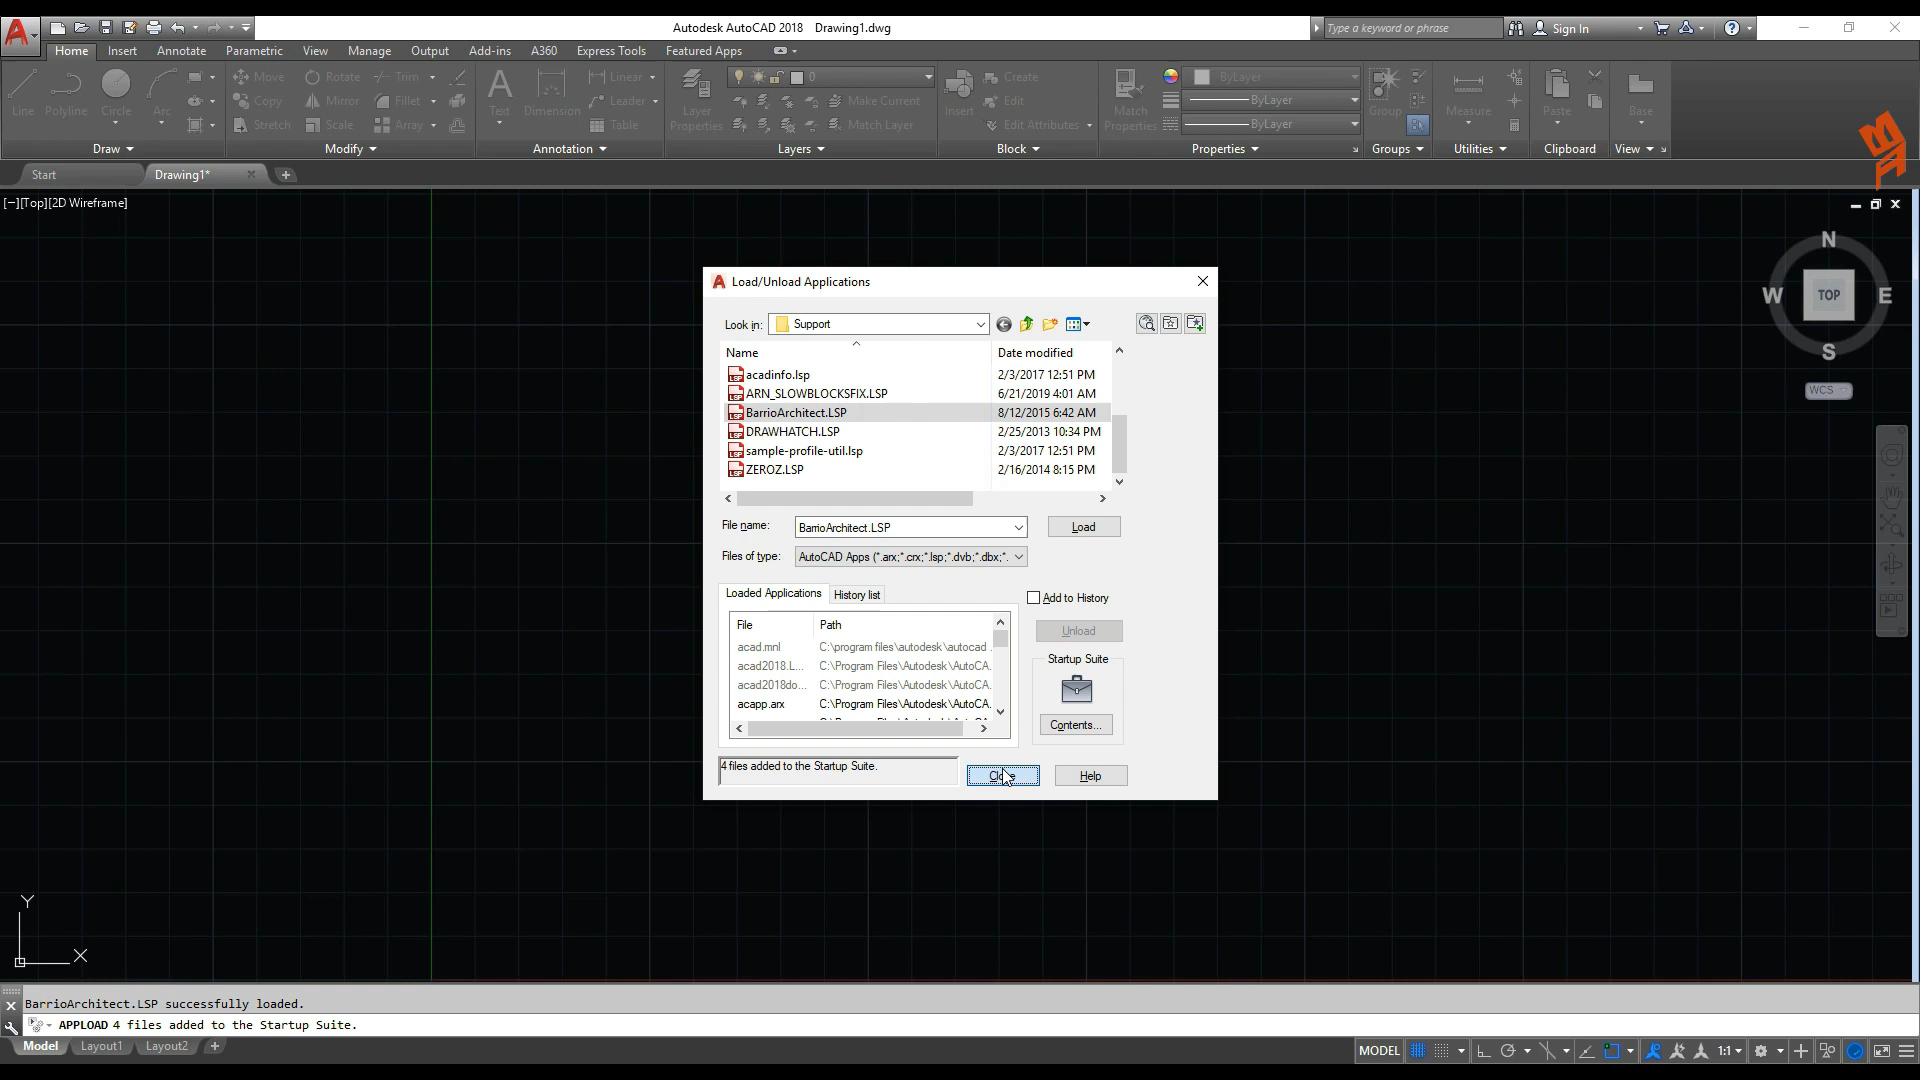 Autodesk AutoCAD 2018 Drawing1.dwg
Type a keyword or phrase
Sign In
Home Insert Annotate Parametric View Manage Output Add-ins A360 Express Tools Featured Apps
Line Polyline Circle Arc
Move Rotate Trim
Copy Mirror Fillet
Stretch Scale Array
Text Dimension
Linear
Leader
Table
Layer Properties
0
Make Current
Match Layer
Insert
Create
Edit
Edit Attributes
Match Properties
ByLayer
ByLayer
ByLayer
Group
Measure
Paste
Base
Draw Modify Annotation Layers Block Properties Groups Utilities Clipboard View
Start Drawing1*
[−][Top][2D Wireframe]
N
W TOP E
S
WCS
Load/Unload Applications
Look in: Support
Name Date modified
acadinfo.lsp 2/3/2017 12:51 PM
ARN_SLOWBLOCKSFIX.LSP 6/21/2019 4:01 AM
BarrioArchitect.LSP 8/12/2015 6:42 AM
DRAWHATCH.LSP 2/25/2013 10:34 PM
sample-profile-util.lsp 2/3/2017 12:51 PM
ZEROZ.LSP 2/16/2014 8:15 PM
File name: BarrioArchitect.LSP Load
Files of type: AutoCAD Apps (*.arx;*.crx;*.lsp;*.dvb;*.dbx;*.
Loaded Applications History list
Add to History
File Path
acad.mnl C:\program files\autodesk\autocad .
acad2018.L... C:\Program Files\Autodesk\AutoCA.
acad2018do... C:\Program Files\Autodesk\AutoCA.
acapp.arx C:\Program Files\Autodesk\AutoCA.
Unload
Startup Suite
Contents...
4 files added to the Startup Suite.
Close Help
Y
X
BarrioArchitect.LSP successfully loaded.
APPLOAD 4 files added to the Startup Suite.
Model Layout1 Layout2
MODEL 1:1